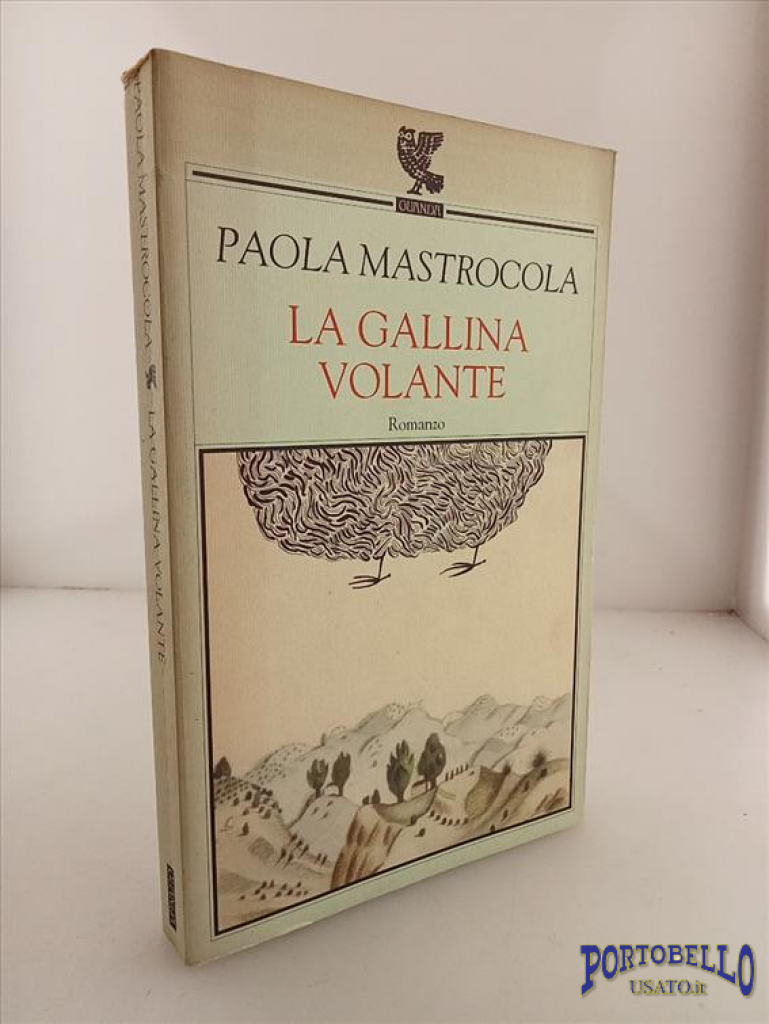 GUANDA
PAOLA MASTROCOLA
LA GALLINA
VOLANTE
Romanzo
PAOLA MASTROCOLA LA GALLINA VOLANTE
PORTOBELLO
USATO.it